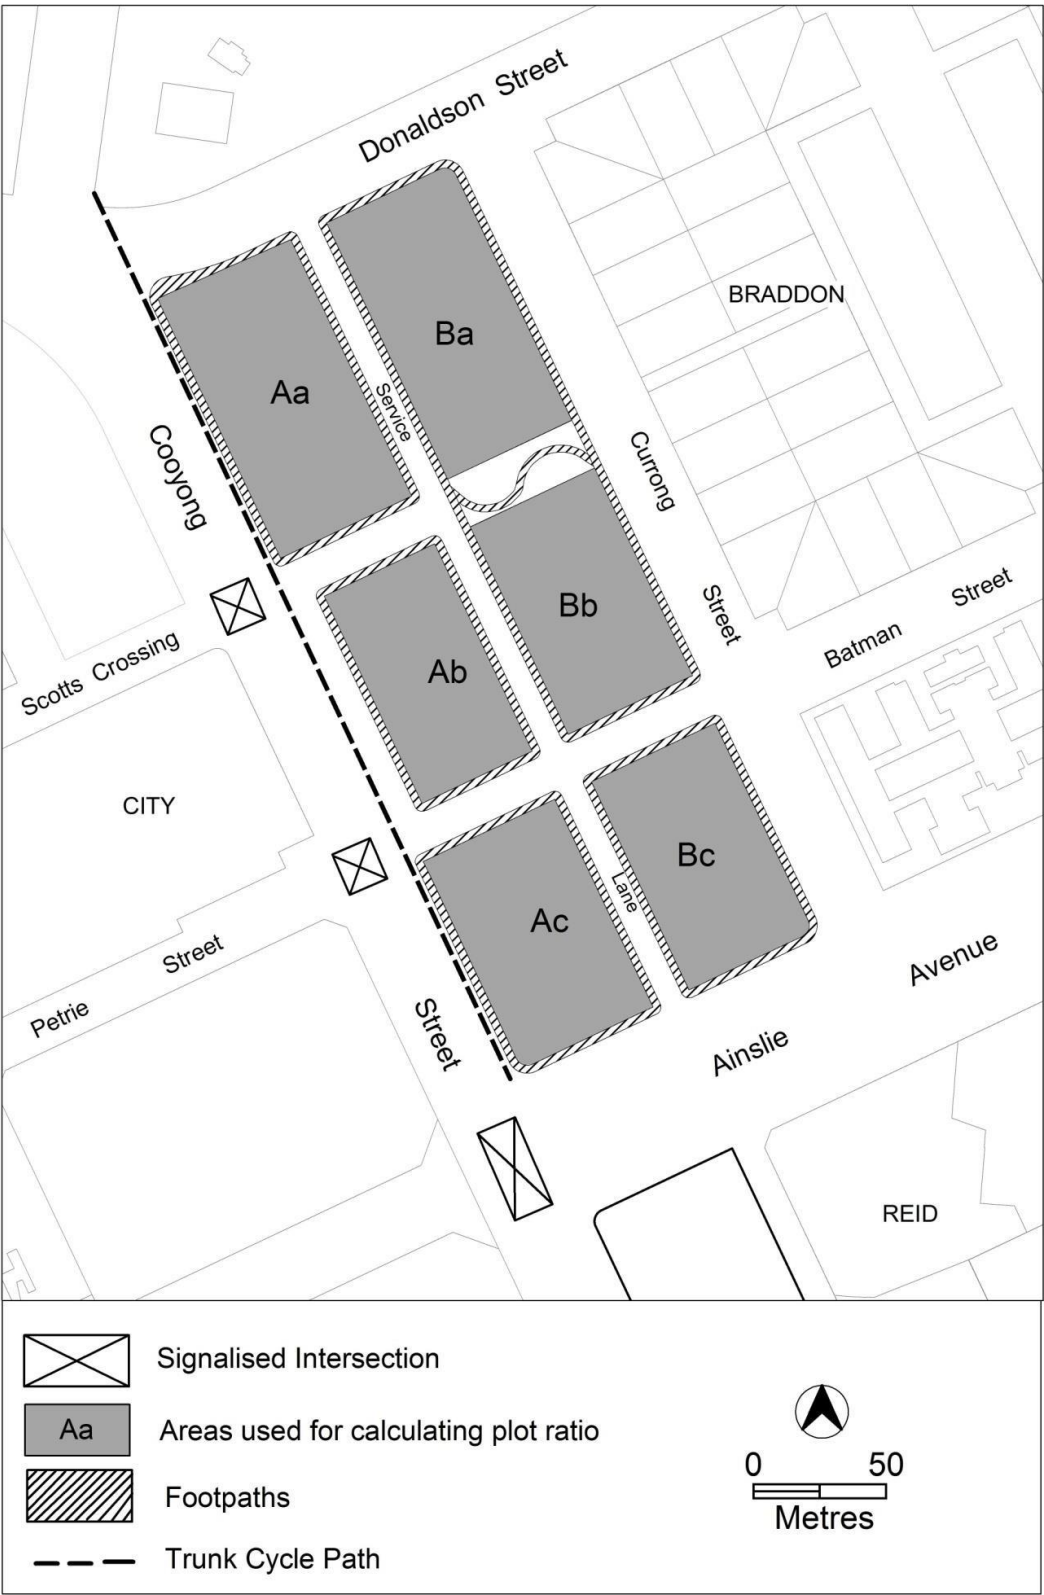 Donaldson Street
BRADDON
Ba
Aa
Service
Cooyong
Currong
Bb
Street
Street
Batman
Scotts Crossing
Ab
CITY
Bc
Lane
Ac
Street
Petrie
Avenue
Street
Ainslie
REID
Signalised Intersection
Aa
Areas used for calculating plot ratio
Footpaths
Trunk Cycle Path
0 50
Metres